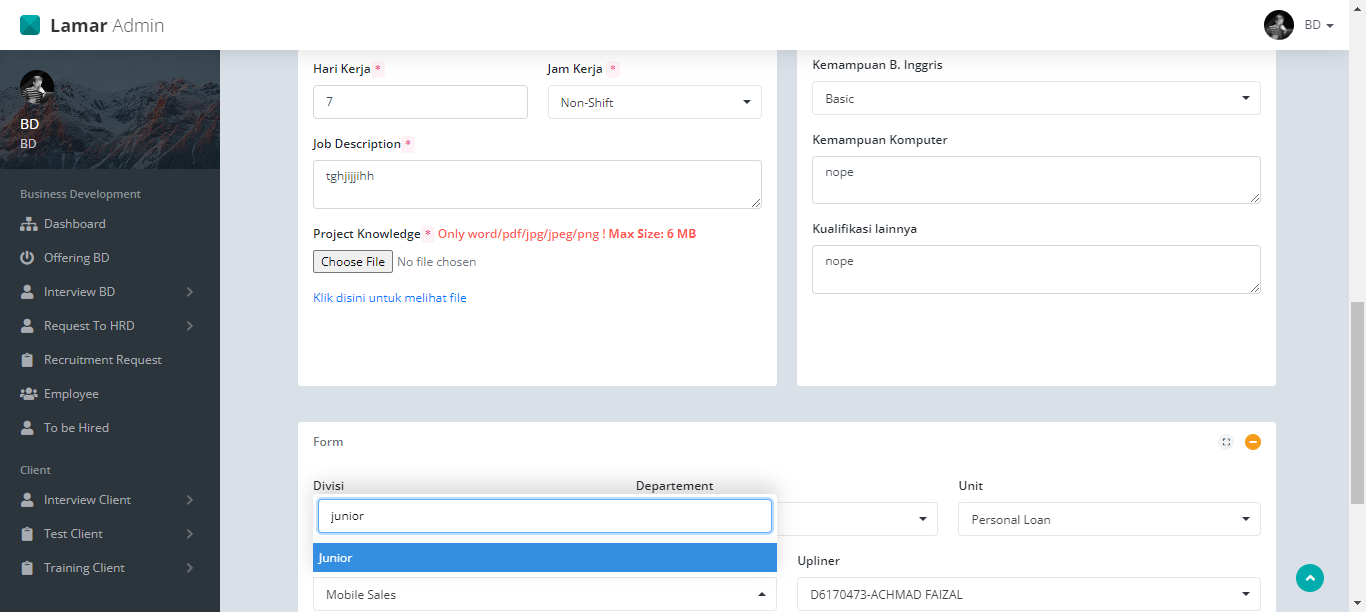 Lamar Admin
BD
BD
BD
Business Development
Dashboard
Offering BD
Interview BD
Request To HRD
Recruitment Request
Employee
To be Hired
Client
Interview Client
Test Client
Training Client
Hari Kerja *
Jam Kerja *
7
Non-Shift
Job Description *
tghjijjihh
Project Knowledge * Only word/pdf/jpg/jpeg/png ! Max Size: 6 MB
Choose File No file chosen
Klik disini untuk melihat file
Kemampuan B. Inggris
Basic
Kemampuan Komputer
nope
Kualifikasi lainnya
nope
Form
Divisi
Departement
Unit
junior
Personal Loan
Junior
Upliner
Mobile Sales
D6170473-ACHMAD FAIZAL